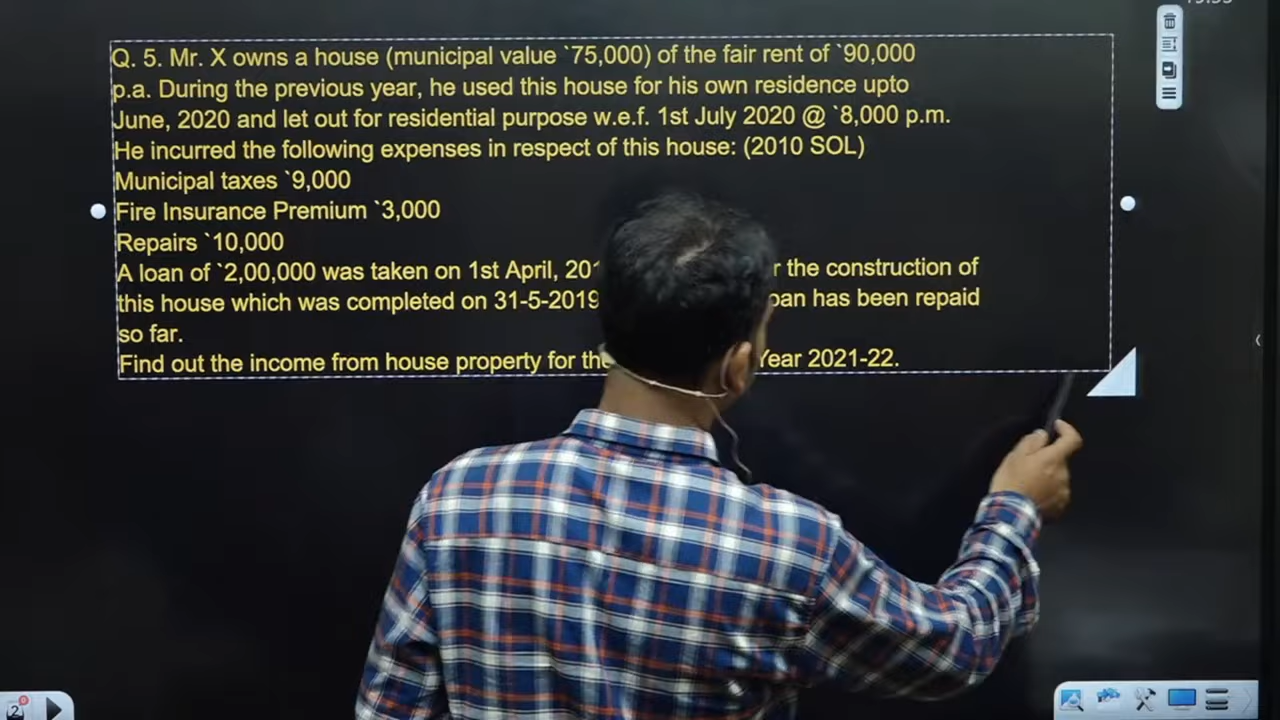 Q. 5. Mr. X owns a house (municipal value `75,000) of the fair rent of `90,000
p.a. During the previous year, he used this house for his own residence upto
June, 2020 and let out for residential purpose w.e.f. 1st July 2020 @ `8,000 p.m.
He incurred the following expenses in respect of this house: (2010 SOL)
Municipal taxes `9,000
Fire Insurance Premium `3,000
Repairs `10,000
A loan of `2,00,000 was taken on 1st April, the construction of
this house which was completed on 31-5-2019 has been repaid
so far.
Find out the income from house property for Year 2021-22.
2